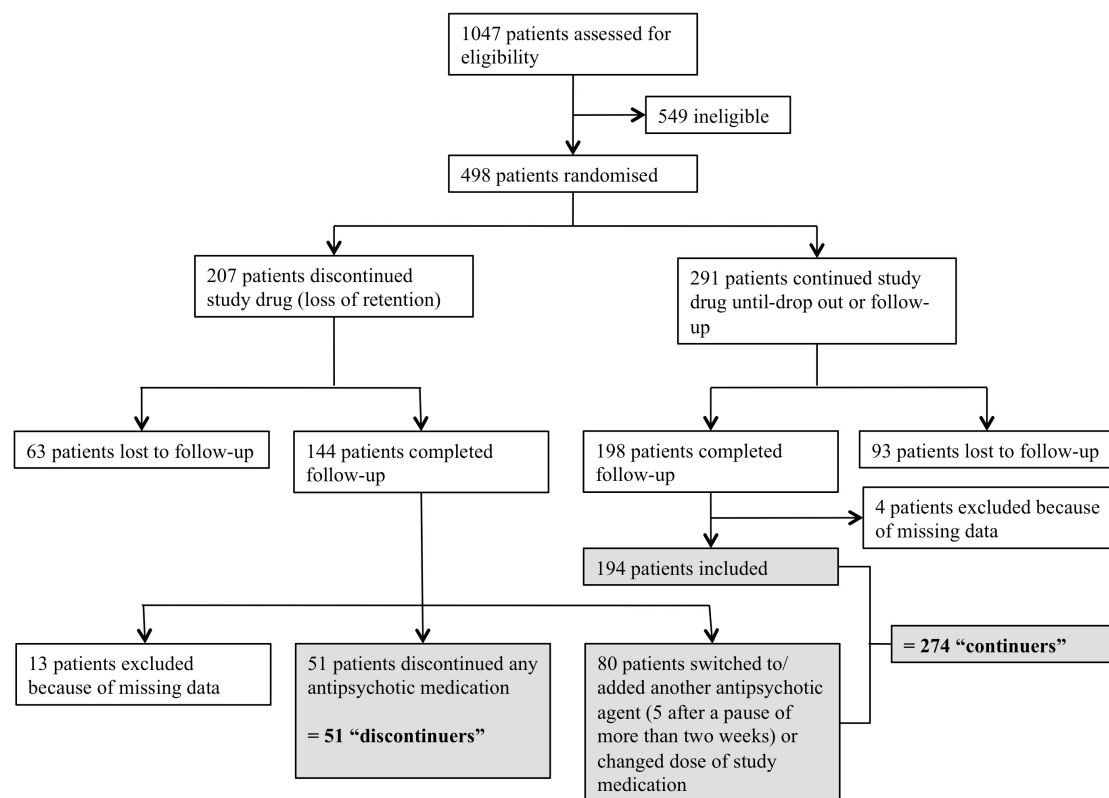 1047 patients assessed for
eligibility
549 ineligible
498 patients randomised
207 patients discontinued
study drug (loss of retention)
291 patients continued study
drug until-drop out or follow-
up
63 patients lost to follow-up
144 patients completed
follow-up
198 patients completed
follow-up
93 patients lost to follow-up
4 patients excluded because
of missing data
194 patients included
= 274 “continuers”
13 patients excluded
because of missing data
51 patients discontinued any
antipsychotic medication
= 51 “discontinuers”
80 patients switched to/
added another antipsychotic
agent (5 after a pause of
more than two weeks) or
changed dose of study
medication